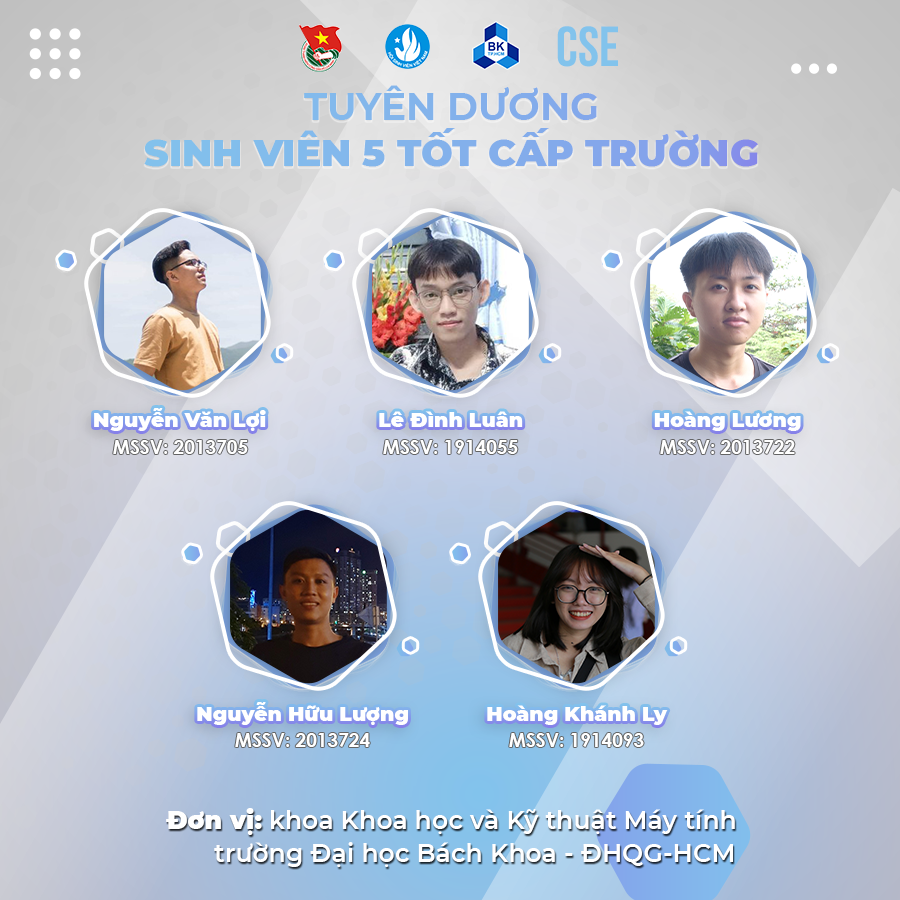 BK
TP.HCM
CSE
TUYÊN DƯƠNG
SINH VIÊN 5 TỐT CẤP TRƯỜNG
Nguyễn Văn Lợi
MSSV: 2013705
Lê Đình Luân
MSSV: 1914055
Hoàng Lương
MSSV: 2013722
Nguyễn Hữu Lượng
MSSV: 2013724
Hoàng Khánh Ly
MSSV: 1914093
Đơn vị: khoa Khoa học và Kỹ thuật Máy tính
trường Đại học Bách Khoa - ĐHQG-HCM